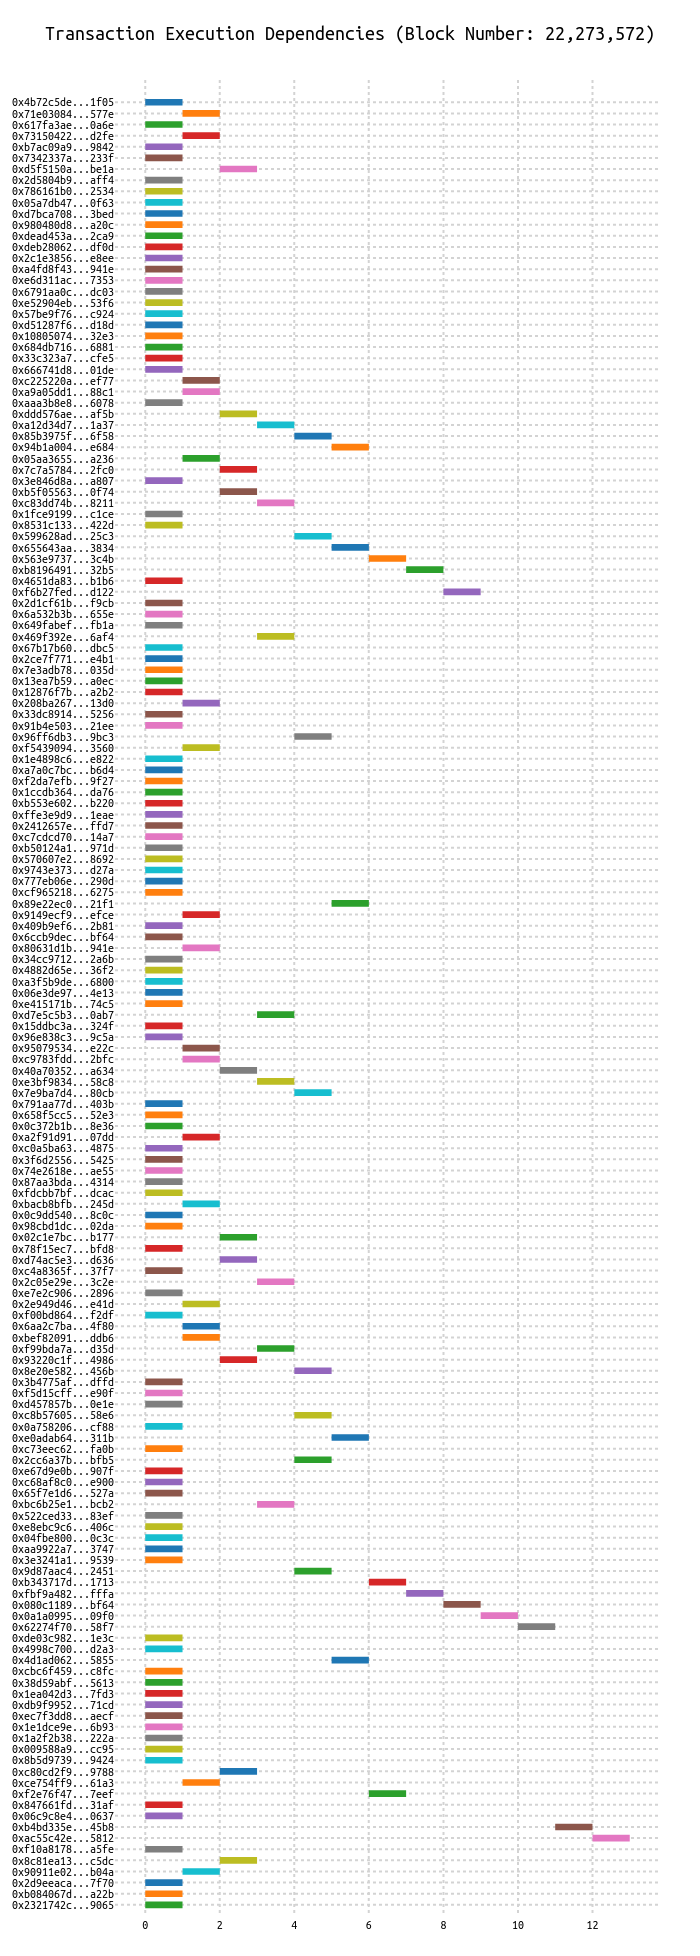 Transaction Execution Dependencies (Block Number: 22,273,572)
0x4b72c5de...1f05
0x71e03084...577e
0x617fa3ae...0a6e
0x73150422...d2fe
0xb7ac09a9...9842
0x7342337a...233f
0xd5f5150a...be1a
0x2d5804b9...aff4
0x786161b0...2534
0x05a7db47...0f63
0xd7bca708...3bed
0x980480d8...a20c
0xdead453a...2ca9
0xdeb28062...df0d
0x2c1e3856...e8ee
0xa4fd8f43...941e
0xe6d311ac...7353
0x6791aa0c...dc03
0xe52904eb...53f6
0x57be9f76...c924
0xd51287f6...d18d
0x10805074...32e3
0x684db716...6881
0x33c323a7...cfe5
0x666741d8...01de
0xc225220a...ef77
0xa9a05dd1...88c1
0xaaa3b8e8...6078
0xddd576ae...af5b
0xa12d34d7...1a37
0x85b3975f...6f58
0x94b1a004...e684
0x05aa3655...a236
0x7c7a5784...2fc0
0x3e846d8a...a807
0xb5f05563...0f74
0xc83dd74b...8211
0x1fce9199...c1ce
0x8531c133...422d
0x599628ad...25c3
0x655643aa...3834
0x563e9737...3c4b
0xb8196491...32b5
0x4651da83...b1b6
0xf6b27fed...d122
0x2d1cf61b...f9cb
0x6a532b3b...655e
0x649fabef...fb1a
0x469f392e...6af4
0x67b17b60...dbc5
0x2ce7f771...e4b1
0x7e3adb78...035d
0x13ea7b59...a0ec
0x12876f7b...a2b2
0x208ba267...13d0
0x33dc8914...5256
0x91b4e503...21ee
0x96ff6db3...9bc3
0xf5439094...3560
0x1e4898c6...e822
0xa7a0c7bc...b6d4
0xf2da7efb...9f27
0x1ccdb364...da76
0xb553e602...b220
0xffe3e9d9...1eae
0x2412657e...ffd7
0xc7cdcd70...14a7
0xb50124a1...971d
0x570607e2...8692
0x9743e373...d27a
0x777eb06e...290d
0xcf965218...6275
0x89e22ec0...21f1
0x9149ecf9...efce
0x409b9ef6...2b81
0x6ccb9dec...bf64
0x80631d1b...941e
0x34cc9712...2a6b
0x4882d65e...36f2
0xa3f5b9de...6800
0x06e3de97...4e13
0xe415171b...74c5
0xd7e5c5b3...0ab7
0x15ddbc3a...324f
0x96e838c3...9c5a
0x95079534...e22c
0xc9783fdd...2bfc
0x40a70352...a634
0xe3bf9834...58c8
0x7e9ba7d4...80cb
0x791aa77d...403b
0x658f5cc5...52e3
0x0c372b1b...8e36
0xa2f91d91...07dd
0xc0a5ba63...4875
0x3f6d2556...5425
0x74e2618e...ae55
0x87aa3bda...4314
0xfdcbb7bf...dcac
0xbacb8bfb...245d
0x0c9dd540...8c0c
0x98cbd1dc...02da
0x02c1e7bc...b177
0x78f15ec7...bfd8
0xd74ac5e3...d636
0xc4a8365f...37f7
0x2c05e29e...3c2e
0xe7e2c906...2896
0x2e949d46...e41d
0xf00bd864...f2df
0x6aa2c7ba...4f80
0xbef82091...ddb6
0xf99bda7a...d35d
0x93220c1f...4986
0x8e20e582...456b
0x3b4775af...dffd
0xf5d15cff...e90f
0xd457857b...0e1e
0xc8b57605...58e6
0x0a758206...cf88
0xe0adab64...311b
0xc73eec62...fa0b
0x2cc6a37b...bfb5
0xe67d9e0b...907f
0xc68af8c0...e900
0x65f7e1d6...527a
0xbc6b25e1...bcb2
0x522ced33...83ef
0xe8ebc9c6...406c
0x04fbe800...0c3c
0xaa9922a7...3747
0x3e3241a1...9539
0x9d87aac4...2451
0xb343717d...1713
0xfbf9a482...fffa
0x080c1189...bf64
0x0a1a0995...09f0
0x62274f70...58f7
0xde03c982...1e3c
0x4998c700...d2a3
0x4d1ad062...5855
0xcbc6f459...c8fc
0x38d59abf...5613
0x1ea042d3...7fd3
0xdb9f9952...71cd
0xec7f3dd8...aecf
0x1e1dce9e...6b93
0x1a2f2b38...222a
0x009588a9...cc95
0x8b5d9739...9424
0xc80cd2f9...9788
0xce754ff9...61a3
0xf2e76f47...7eef
0x847661fd...31af
0x06c9c8e4...0637
0xb4bd335e...45b8
0xac55c42e...5812
0xf10a8178...a5fe
0x8c81ea13...c5dc
0x90911e02...b04a
0x2d9eeaca...7f70
0xb084067d...a22b
0x2321742c...9065
0 2 4 6 8 10 12